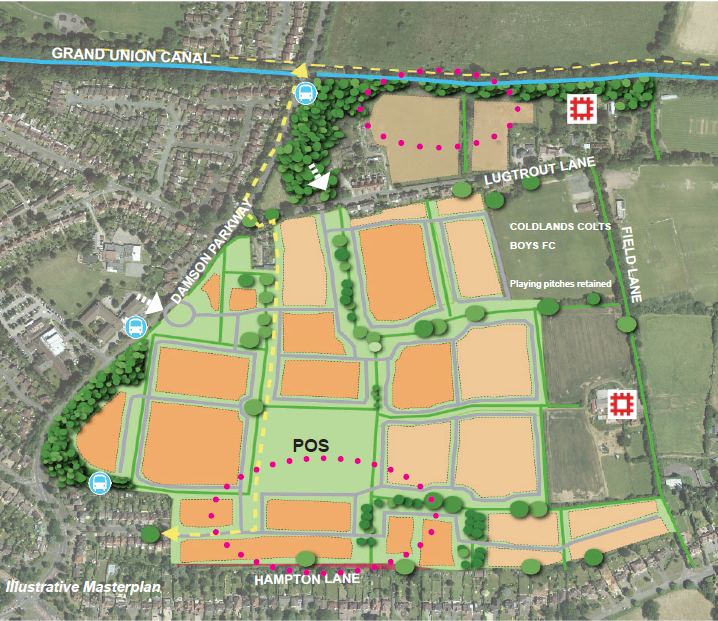 GRAND UNION CANAL
LUGTROUT LANE
DAMSON PARKWAY
COLDLANDS COLTS
BOYS FC
FIELD LANE
Playing pitches retained
POS
HAMPTON LANE
Illustrative Masterplan